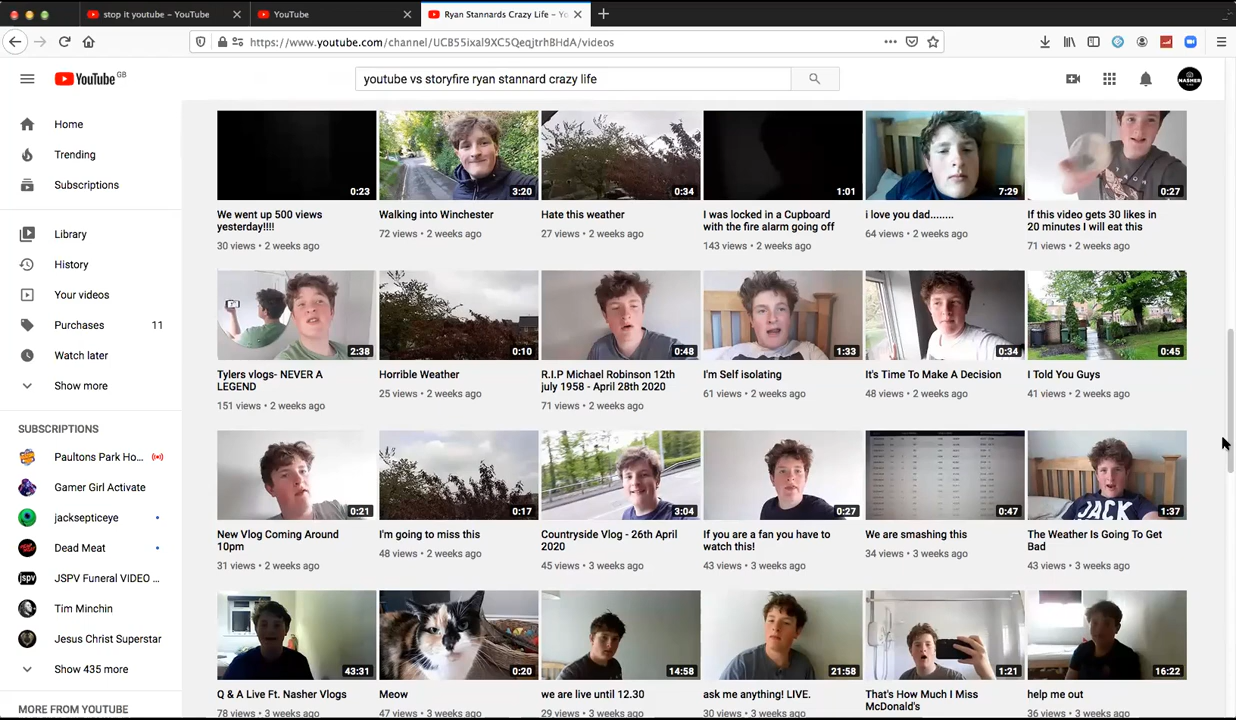 stop it youtube - YouTube
YouTube
Ryan Stannards Crazy Life - Yo
https://www.youtube.com/channel/UCB55ixal9XC5QeqjtrhBHdA/videos
YouTube GB
youtube vs storyfire ryan stannard crazy life
NASHER
Home
Trending
Subscriptions
Library
History
Your videos
Purchases 11
Watch later
Show more
SUBSCRIPTIONS
Paultons Park Ho...
Gamer Girl Activate
jacksepticeye
Dead Meat
JSPV Funeral VIDEO ...
Tim Minchin
Jesus Christ Superstar
Show 435 more
MORE FROM YOUTUBE
0:23
We went up 500 views
yesterday!!!!
30 views • 2 weeks ago
3:20
Walking into Winchester
72 views • 2 weeks ago
0:34
Hate this weather
27 views • 2 weeks ago
1:01
I was locked in a Cupboard
with the fire alarm going off
143 views • 2 weeks ago
7:29
i love you dad........
64 views • 2 weeks ago
0:27
If this video gets 30 likes in
20 minutes I will eat this
71 views • 2 weeks ago
2:38
Tylers vlogs- NEVER A
LEGEND
151 views • 2 weeks ago
0:10
Horrible Weather
25 views • 2 weeks ago
0:48
R.I.P Michael Robinson 12th
july 1958 - April 28th 2020
71 views • 2 weeks ago
1:33
I'm Self isolating
61 views • 2 weeks ago
0:34
It's Time To Make A Decision
48 views • 2 weeks ago
0:45
I Told You Guys
41 views • 2 weeks ago
0:21
New Vlog Coming Around
10pm
31 views • 2 weeks ago
0:17
I'm going to miss this
48 views • 2 weeks ago
3:04
Countryside Vlog - 26th April
2020
45 views • 3 weeks ago
0:27
If you are a fan you have to
watch this!
43 views • 3 weeks ago
0:47
We are smashing this
34 views • 3 weeks ago
JACK
1:37
The Weather Is Going To Get
Bad
43 views • 3 weeks ago
43:31
Q & A Live Ft. Nasher Vlogs
78 views • 3 weeks ago
0:20
Meow
47 views • 3 weeks ago
14:58
we are live until 12.30
29 views • 3 weeks ago
21:58
ask me anything! LIVE.
30 views • 3 weeks ago
1:21
That's How Much I Miss
McDonald's
16:22
help me out
36 views • 3 weeks ago